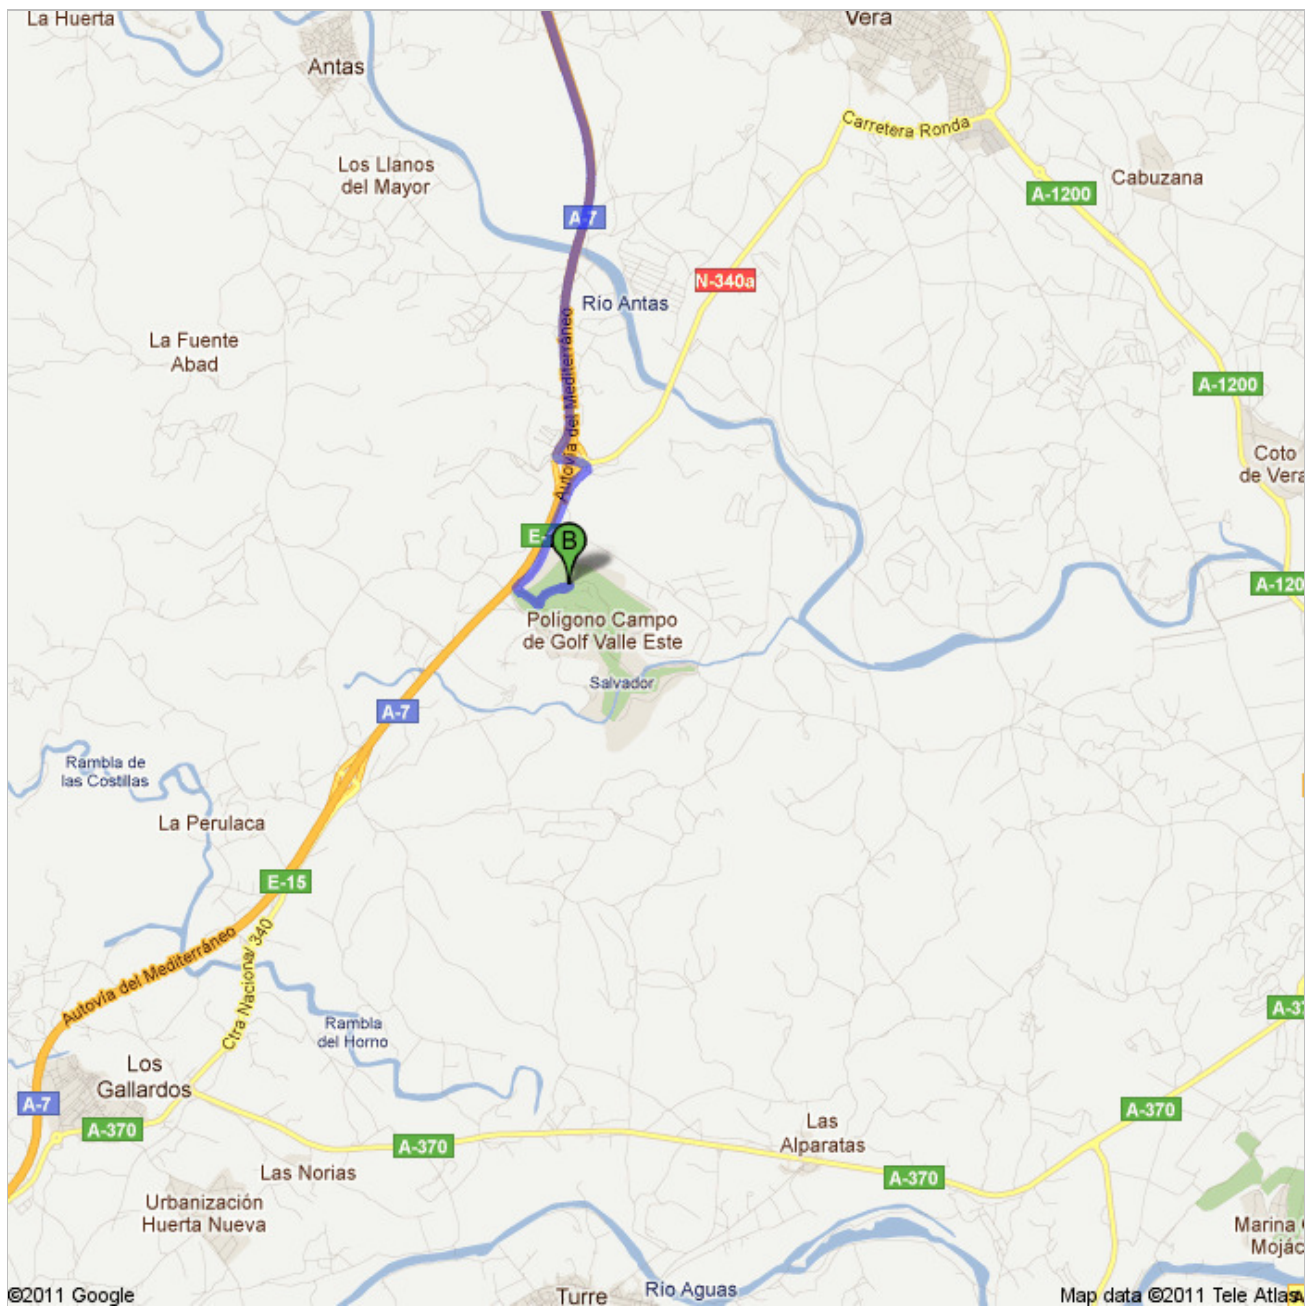 La Huerta
Vera
Antas
Carretera Ronda
Los Llanos
del Mayor
Cabuzana
A-1200
A-7
N-340a
Río Antas
La Fuente
Abad
Autovía del Mediterráneo
A-1200
Coto
de Vera
E-
B
A-120
Polígono Campo
de Golf Valle Este
Salvador
A-7
Rambla de
las Costillas
La Perulaca
E-15
Autovía del Mediterráneo
Ctra Nacional 340
Rambla
del Horno
A-37
Los
Gallardos
A-7
A-370
A-370
A-370
Las
Alparatas
A-370
Las Norias
Urbanización
Huerta Nueva
Marina
Mojác
Turre
Río Aguas
©2011 Google
Map data ©2011 Tele Atlas